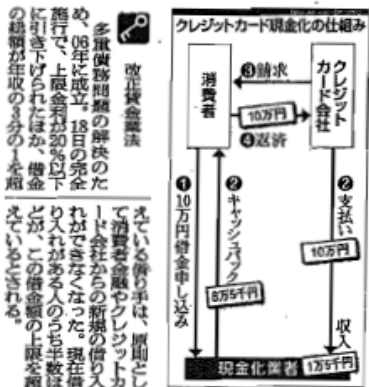 クレジットカード現金化の仕組み
クレジット
カード会社
消費者
❸請求
10万円
❹返済
❶10万円借金申し込み
❷キャッシュバック
8万5千円
❷支払い
10万円
収入
1万5千円
現金化業者
改正貸金業法
多重債務問題の解決のた
め、06年に成立。18日の完全
施行で、上限金利が20%以下
に引き下げられたほか、借金
の総額が年収の3分の1を超
えている借り手は、原則とし
て消費者金融やクレジットカ
ード会社からの新規の借り入
れができなくなった。現在借
り入れがある人のうち半数ほ
どが、この借金額の上限を超
えているとされる。